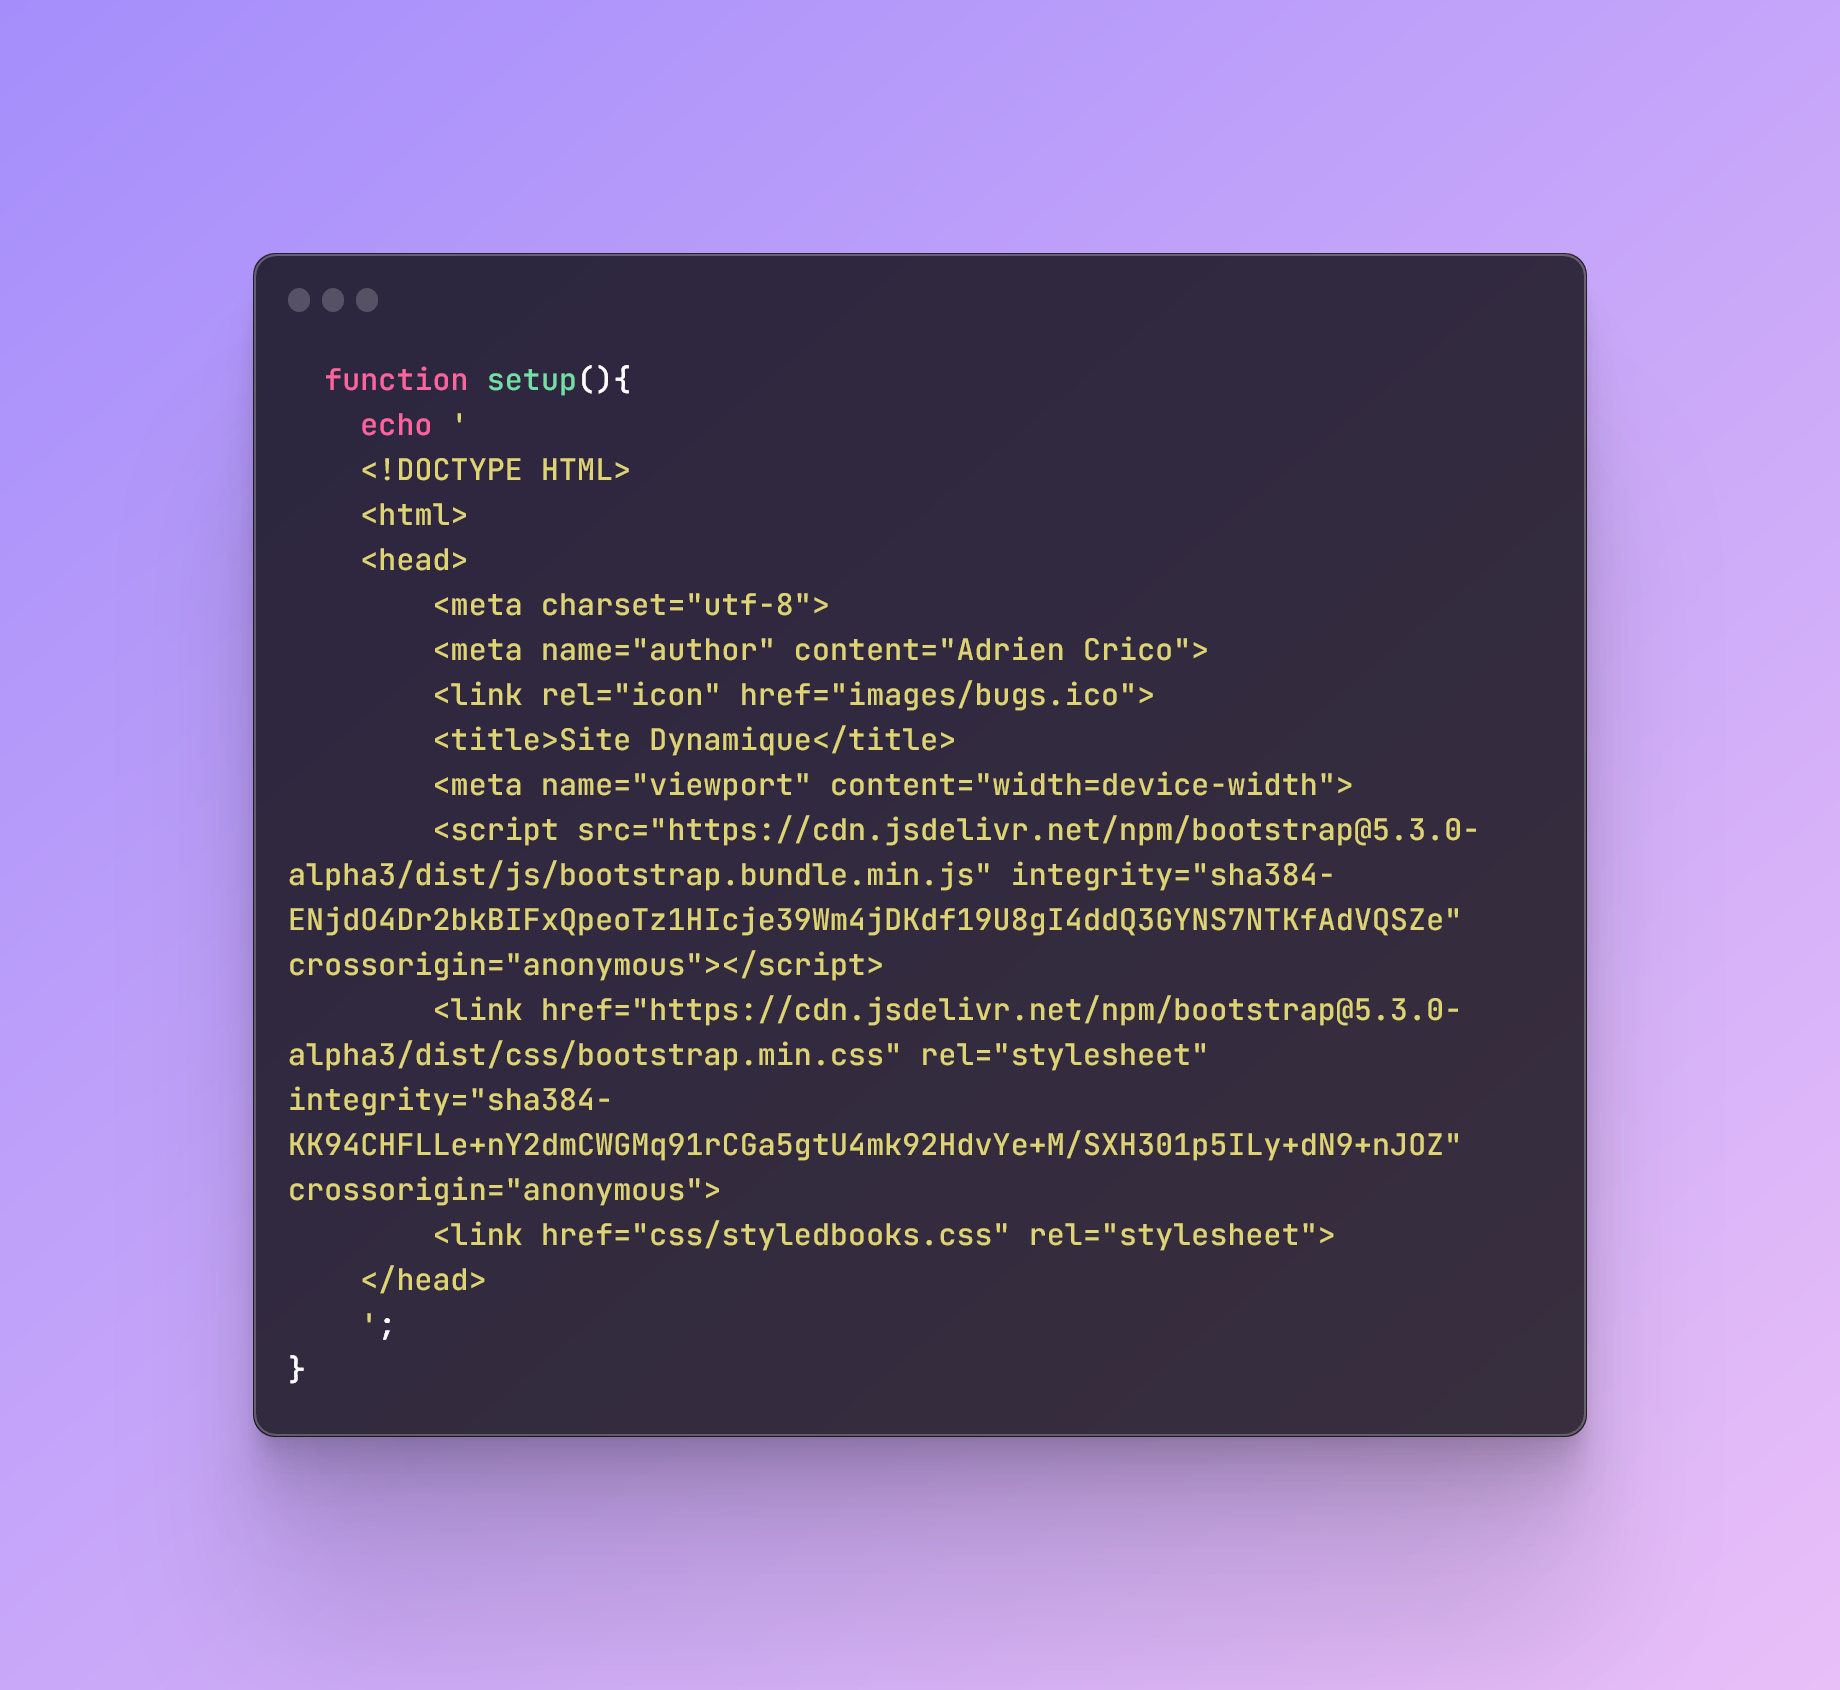 function setup(){
echo '
<!DOCTYPE HTML>
<html>
<head>
<meta charset="utf-8">
<meta name="author" content="Adrien Crico">
<link rel="icon" href="images/bugs.ico">
<title>Site Dynamique</title>
<meta name="viewport" content="width=device-width">
<script src="https://cdn.jsdelivr.net/npm/bootstrap@5.3.0-
alpha3/dist/js/bootstrap.bundle.min.js" integrity="sha384-
ENjdO4Dr2bkBIFxQpeoTz1HIcje39Wm4jDKdf19U8gI4ddQ3GYNS7NTKfAdVQSZe"
crossorigin="anonymous"></script>
<link href="https://cdn.jsdelivr.net/npm/bootstrap@5.3.0-
alpha3/dist/css/bootstrap.min.css" rel="stylesheet"
integrity="sha384-
KK94CHFLLe+nY2dmCWGMq91rCGa5gtU4mk92HdvYe+M/SXH301p5ILy+dN9+nJOZ"
crossorigin="anonymous">
<link href="css/styledbooks.css" rel="stylesheet">
</head>
';
}